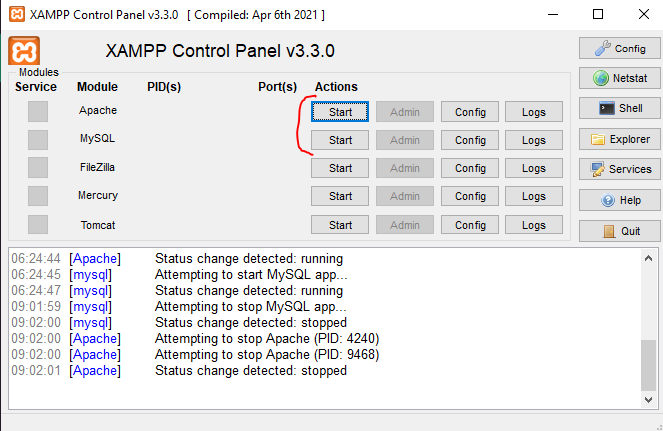 XAMPP Control Panel v3.3.0 [ Compiled: Apr 6th 2021 ]
XAMPP Control Panel v3.3.0
Modules
Service Module PID(s) Port(s) Actions
Apache Start Admin Config Logs
MySQL Start Admin Config Logs
FileZilla Start Admin Config Logs
Mercury Start Admin Config Logs
Tomcat Start Admin Config Logs
Config
Netstat
Shell
Explorer
Services
Help
Quit
06:24:44 [Apache] Status change detected: running
06:24:45 [mysql] Attempting to start MySQL app...
06:24:47 [mysql] Status change detected: running
09:01:59 [mysql] Attempting to stop MySQL app...
09:02:00 [mysql] Status change detected: stopped
09:02:00 [Apache] Attempting to stop Apache (PID: 4240)
09:02:00 [Apache] Attempting to stop Apache (PID: 9468)
09:02:01 [Apache] Status change detected: stopped